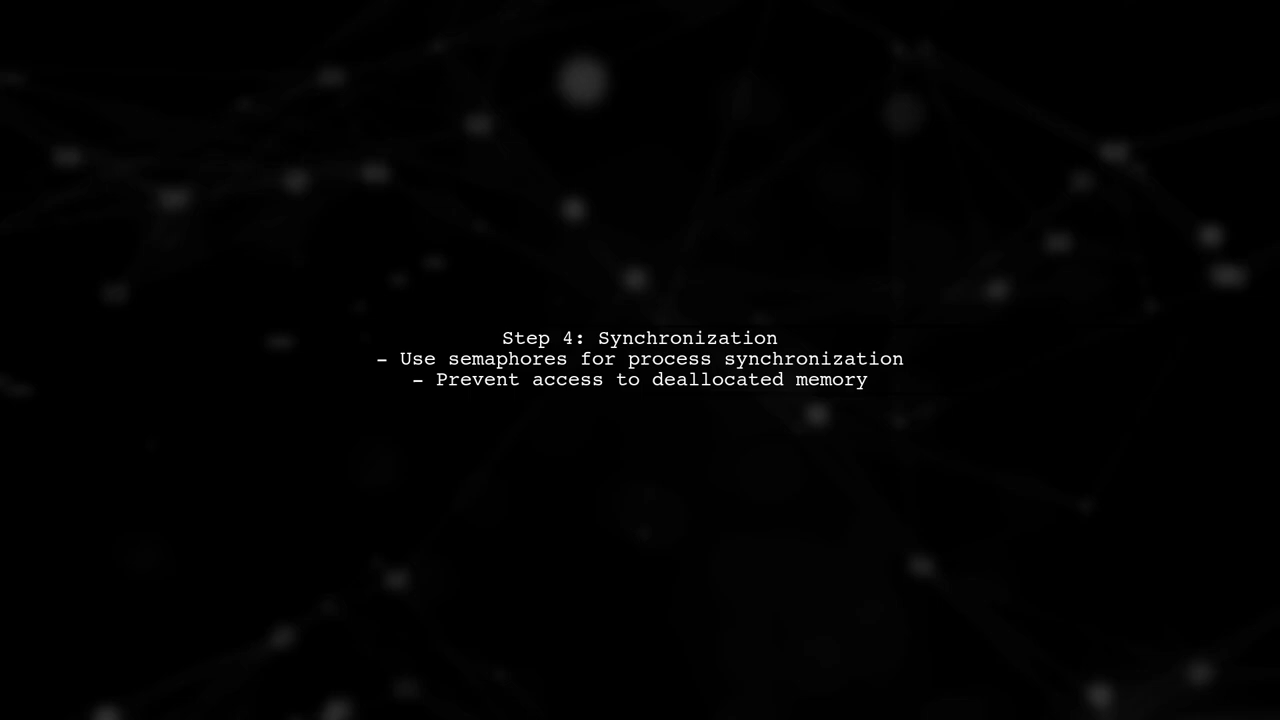 Step 4: Synchronization
- Use semaphores for process synchronization
- Prevent access to deallocated memory